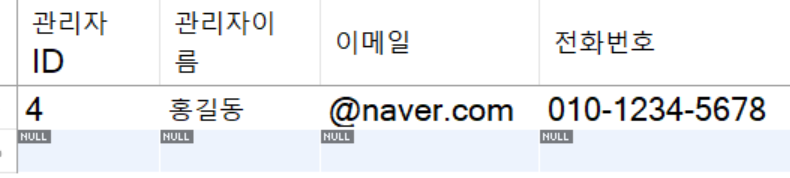 관리자
ID
관리자이
름
이메일
전화번호
4
홍길동
@naver.com
010-1234-5678
NULL
NULL
NULL
NULL